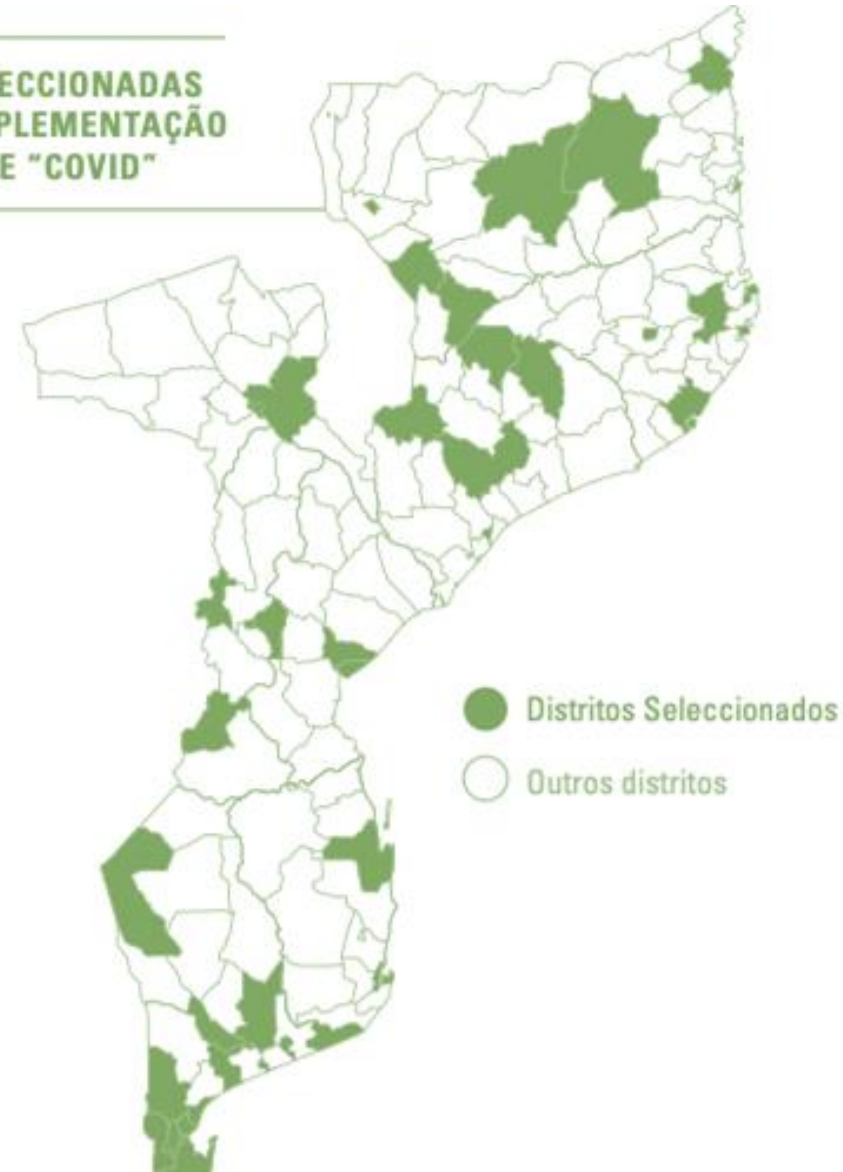 ECCIONADAS
PLEMENTAÇÃO
E “COVID”
Distritos Seleccionados
Outros distritos